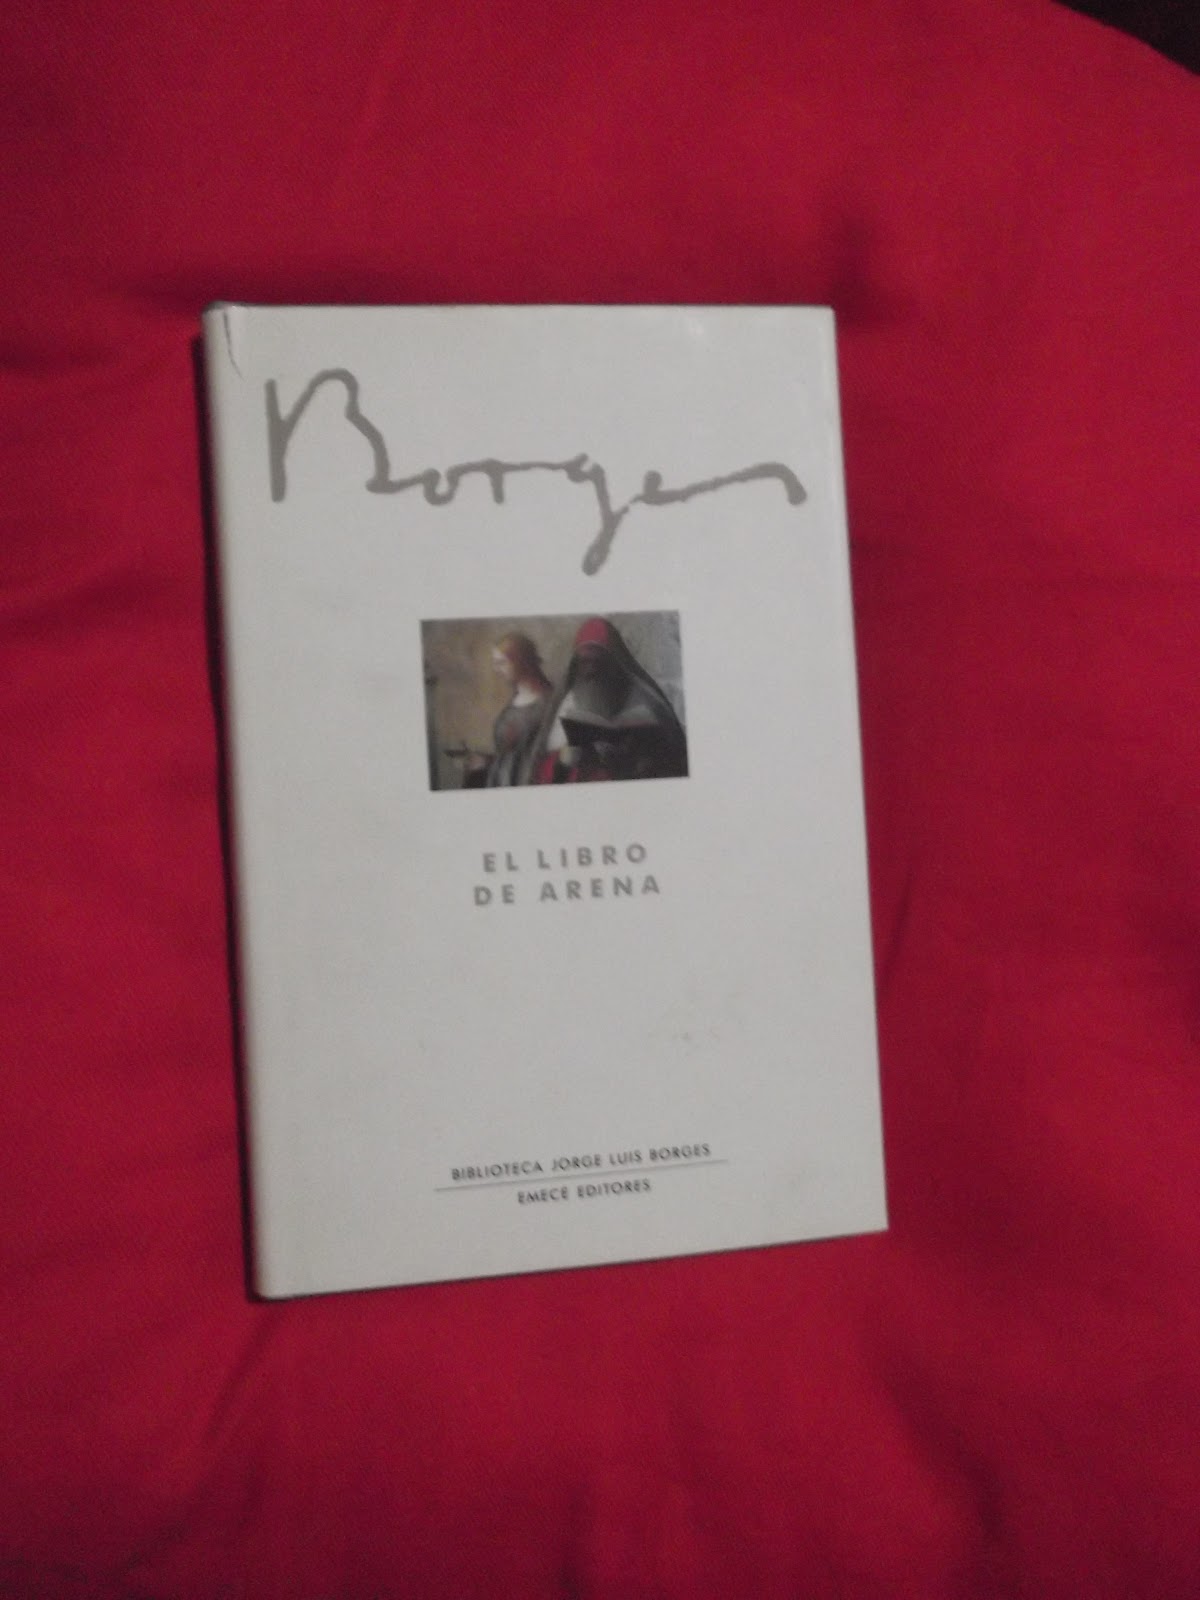 Borges
EL LIBRO
DE ARENA
BIBLIOTECA JORGE LUIS BORGES
EMECÉ EDITORES